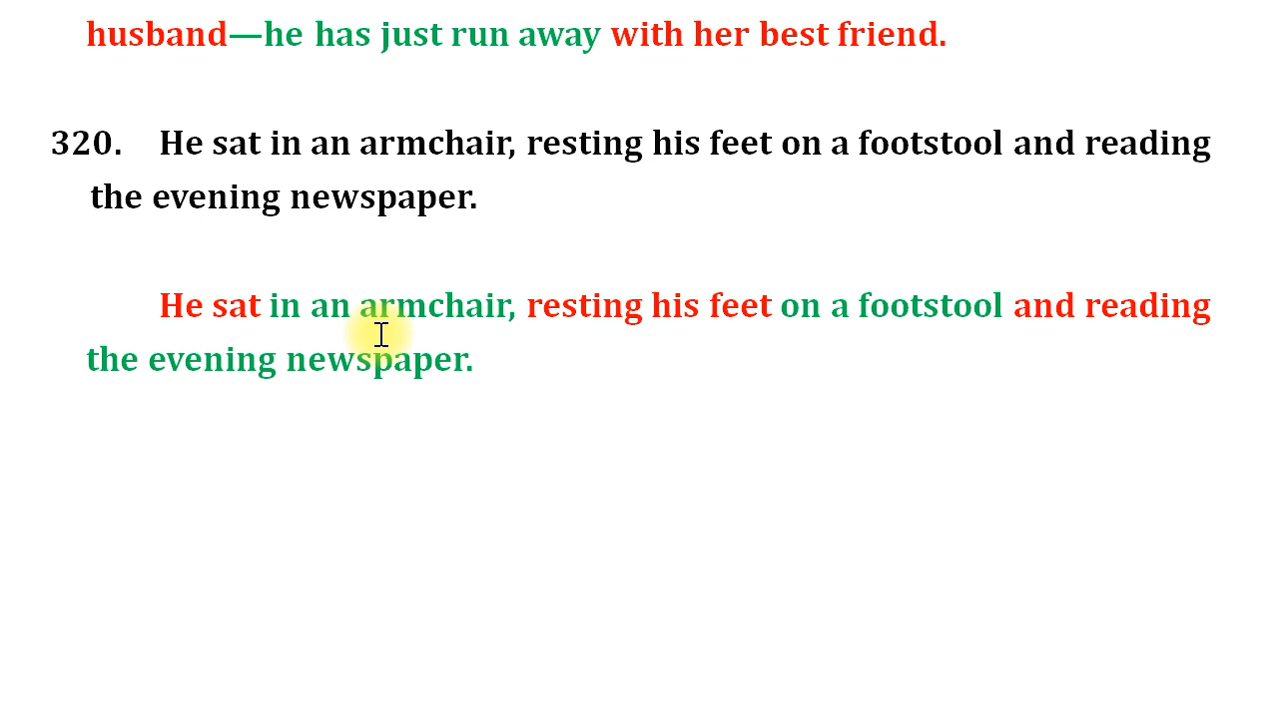 husband—he has just run away with her best friend.
320. He sat in an armchair, resting his feet on a footstool and reading
the evening newspaper.
He sat in an armchair, resting his feet on a footstool and reading
the evening newspaper.